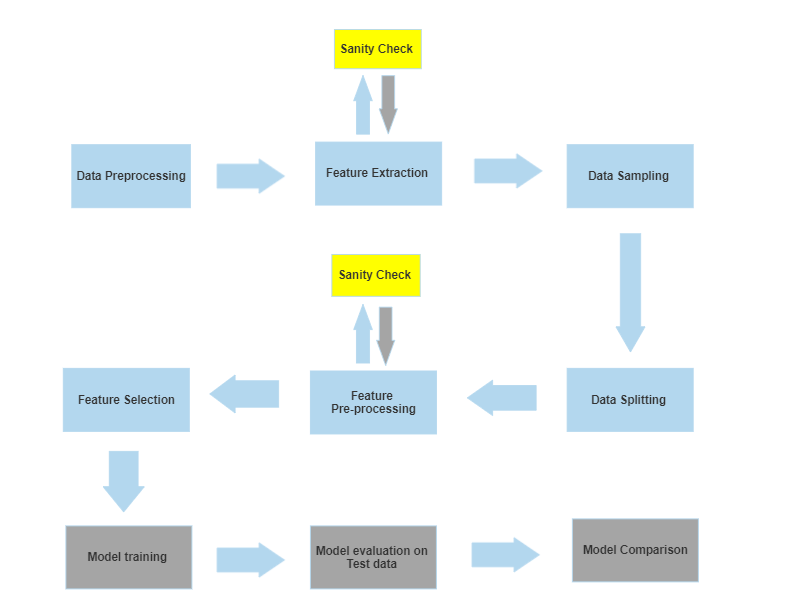 Sanity Check
Data Preprocessing
Feature Extraction
Data Sampling
Sanity Check
Feature Selection
Feature
Pre-processing
Data Splitting
Model training
Model evaluation on
Test data
Model Comparison